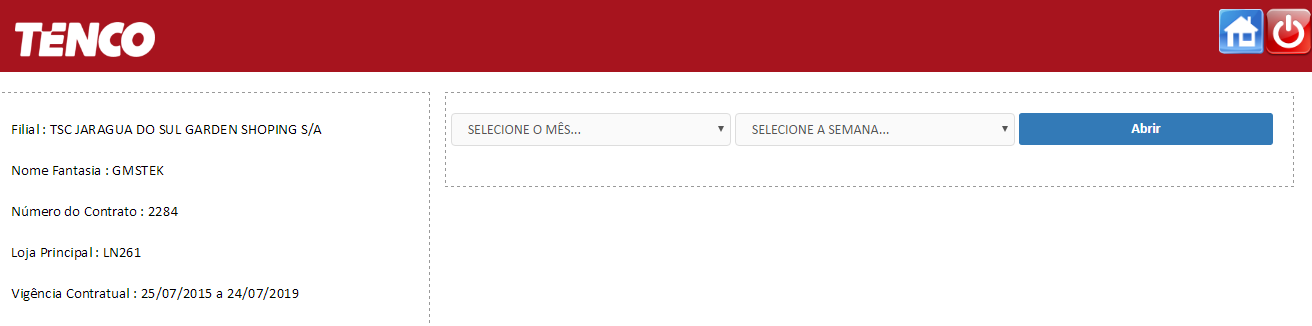 TENCO
Filial : TSC JARAGUA DO SUL GARDEN SHOPING S/A
Nome Fantasia : GMSTEK
Número do Contrato : 2284
Loja Principal : LN261
Vigência Contratual : 25/07/2015 a 24/07/2019
SELECIONE O MÊS... SELECIONE A SEMANA... Abrir